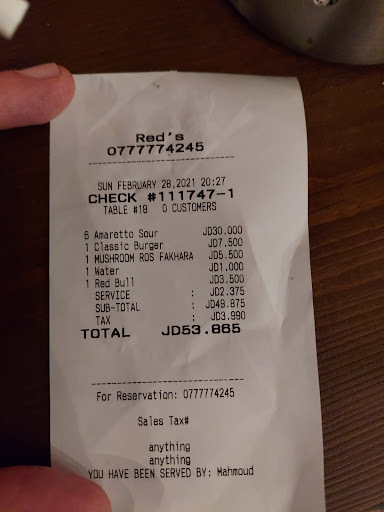 Red's
0777774245
SUN FEBRUARY 28,2021 20:27
CHECK #111747-1
TABLE #19 0 CUSTOMERS
6 Amaretto Sour JD30.000
1 Classic Burger JD7.500
1 MUSHROOM ROS FAKHARA JD5.500
1 Water JD1.000
1 Red Bull JD3.500
SERVICE : JD2.375
SUB-TOTAL : JD49.875
TAX : JD3.990
TOTAL JD53.865
For Reservation: 0777774245
Sales Tax#
anything
anything
YOU HAVE BEEN SERVED BY: Mahmoud